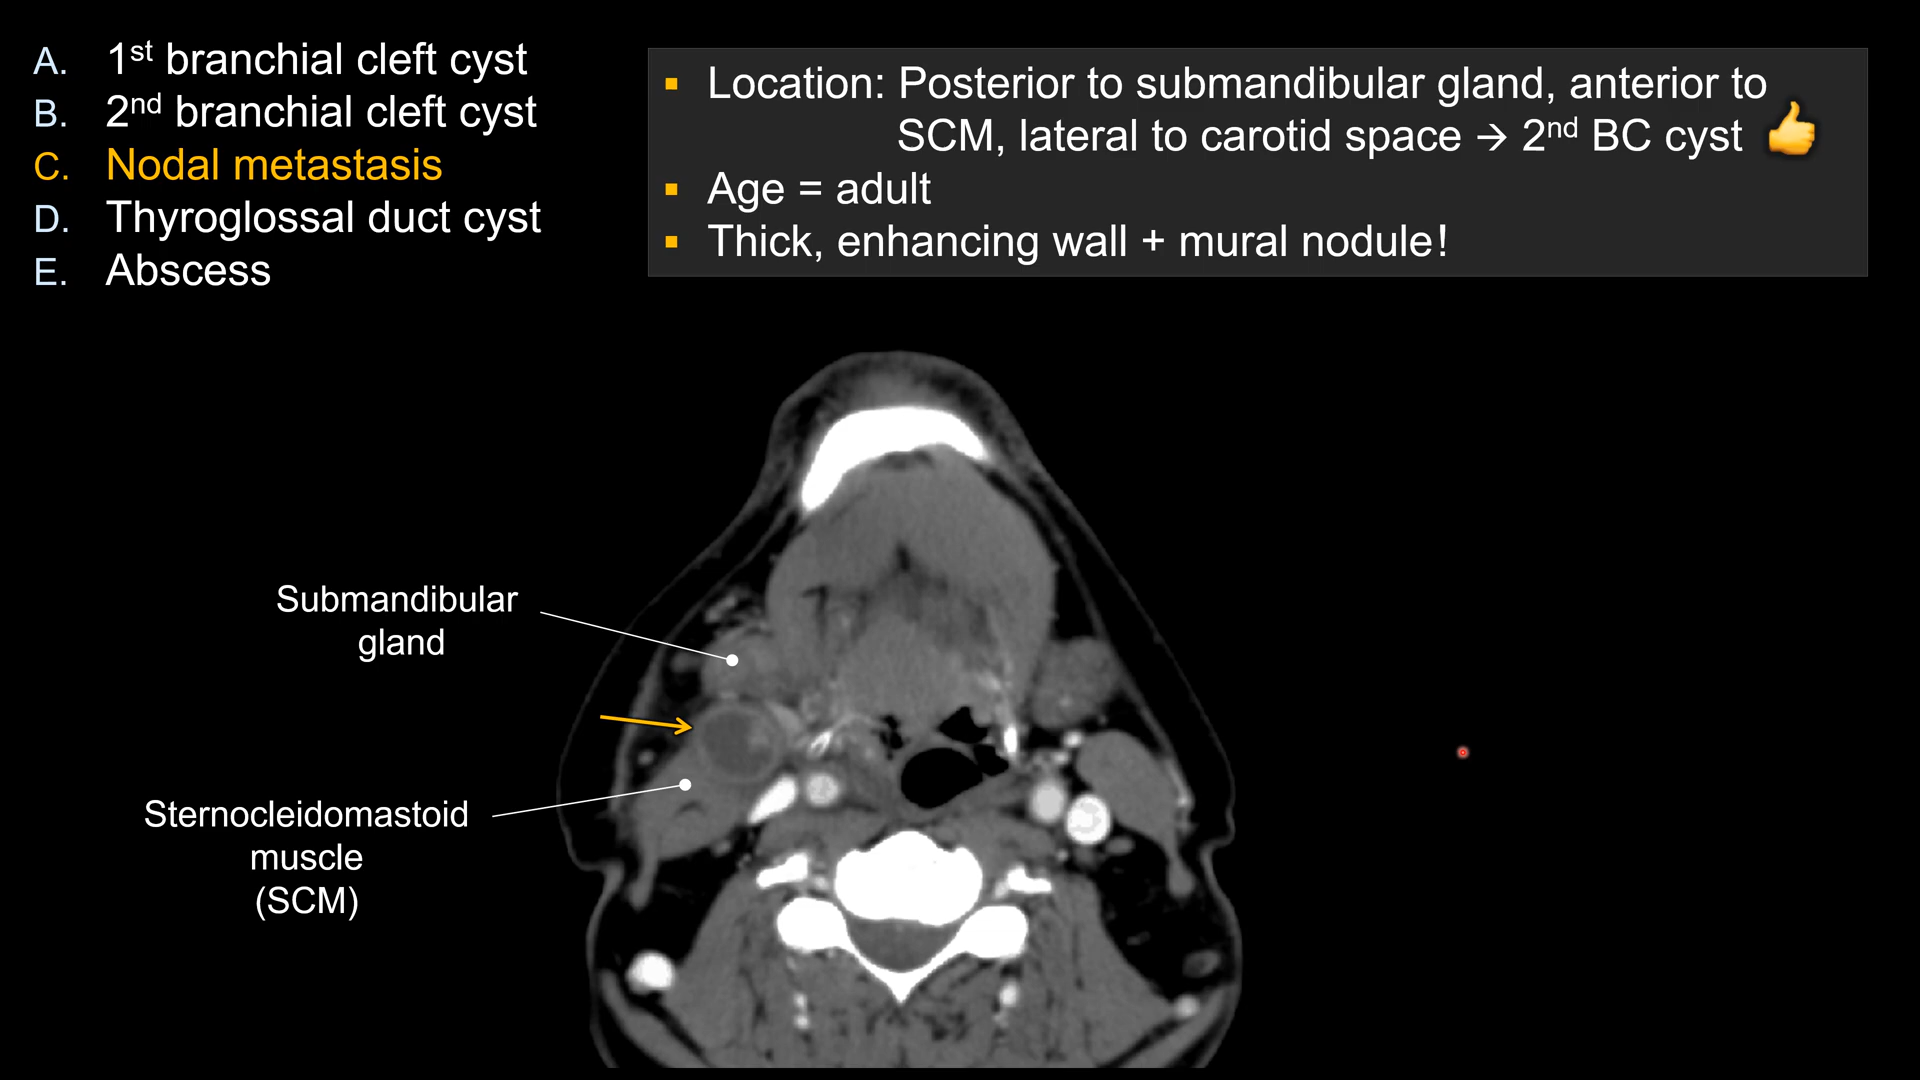 A. 1st branchial cleft cyst
B. 2nd branchial cleft cyst
C. Nodal metastasis
D. Thyroglossal duct cyst
E. Abscess
▪ Location: Posterior to submandibular gland, anterior to
SCM, lateral to carotid space → 2nd BC cyst 👍
▪ Age = adult
▪ Thick, enhancing wall + mural nodule!
Submandibular
gland
Sternocleidomastoid
muscle
(SCM)